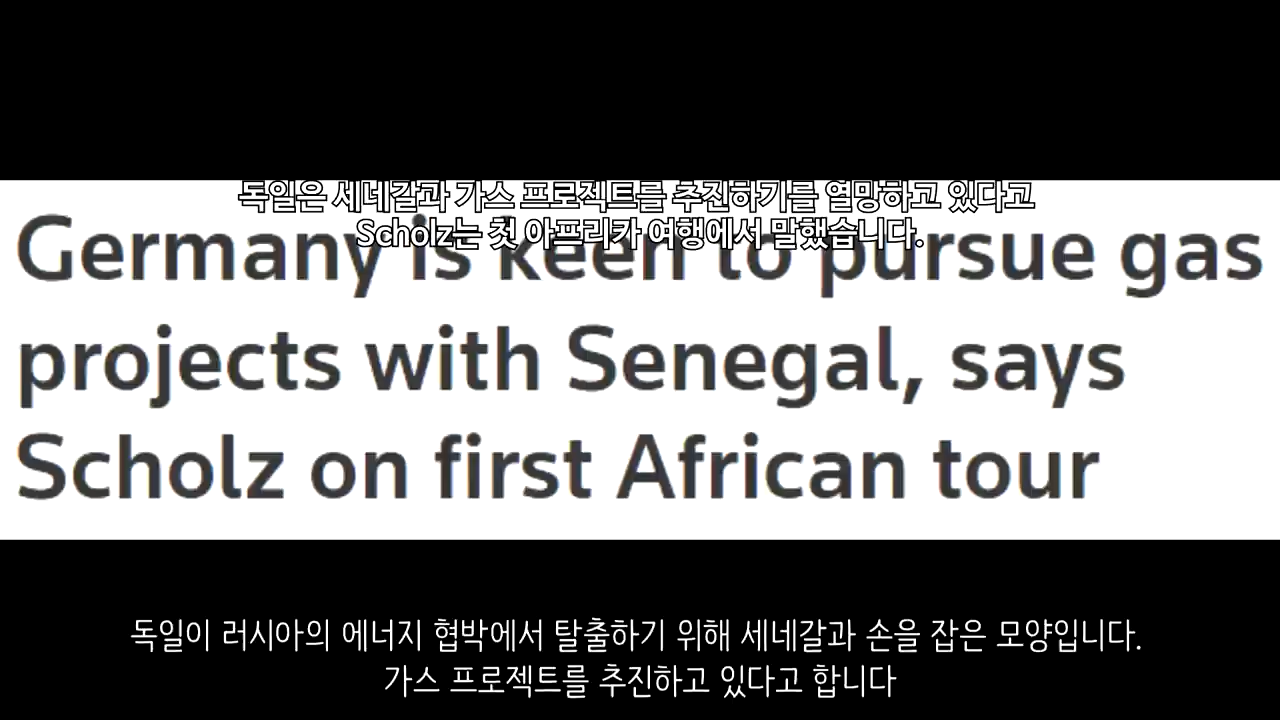 독일은 세네갈과 가스 프로젝트를 추진하기를 열망하고 있다고
Scholz는 첫 아프리카 여행에서 말했습니다.
Germany is keen to pursue gas
projects with Senegal, says
Scholz on first African tour
독일이 러시아의 에너지 협박에서 탈출하기 위해 세네갈과 손을 잡은 모양입니다.
가스 프로젝트를 추진하고 있다고 합니다